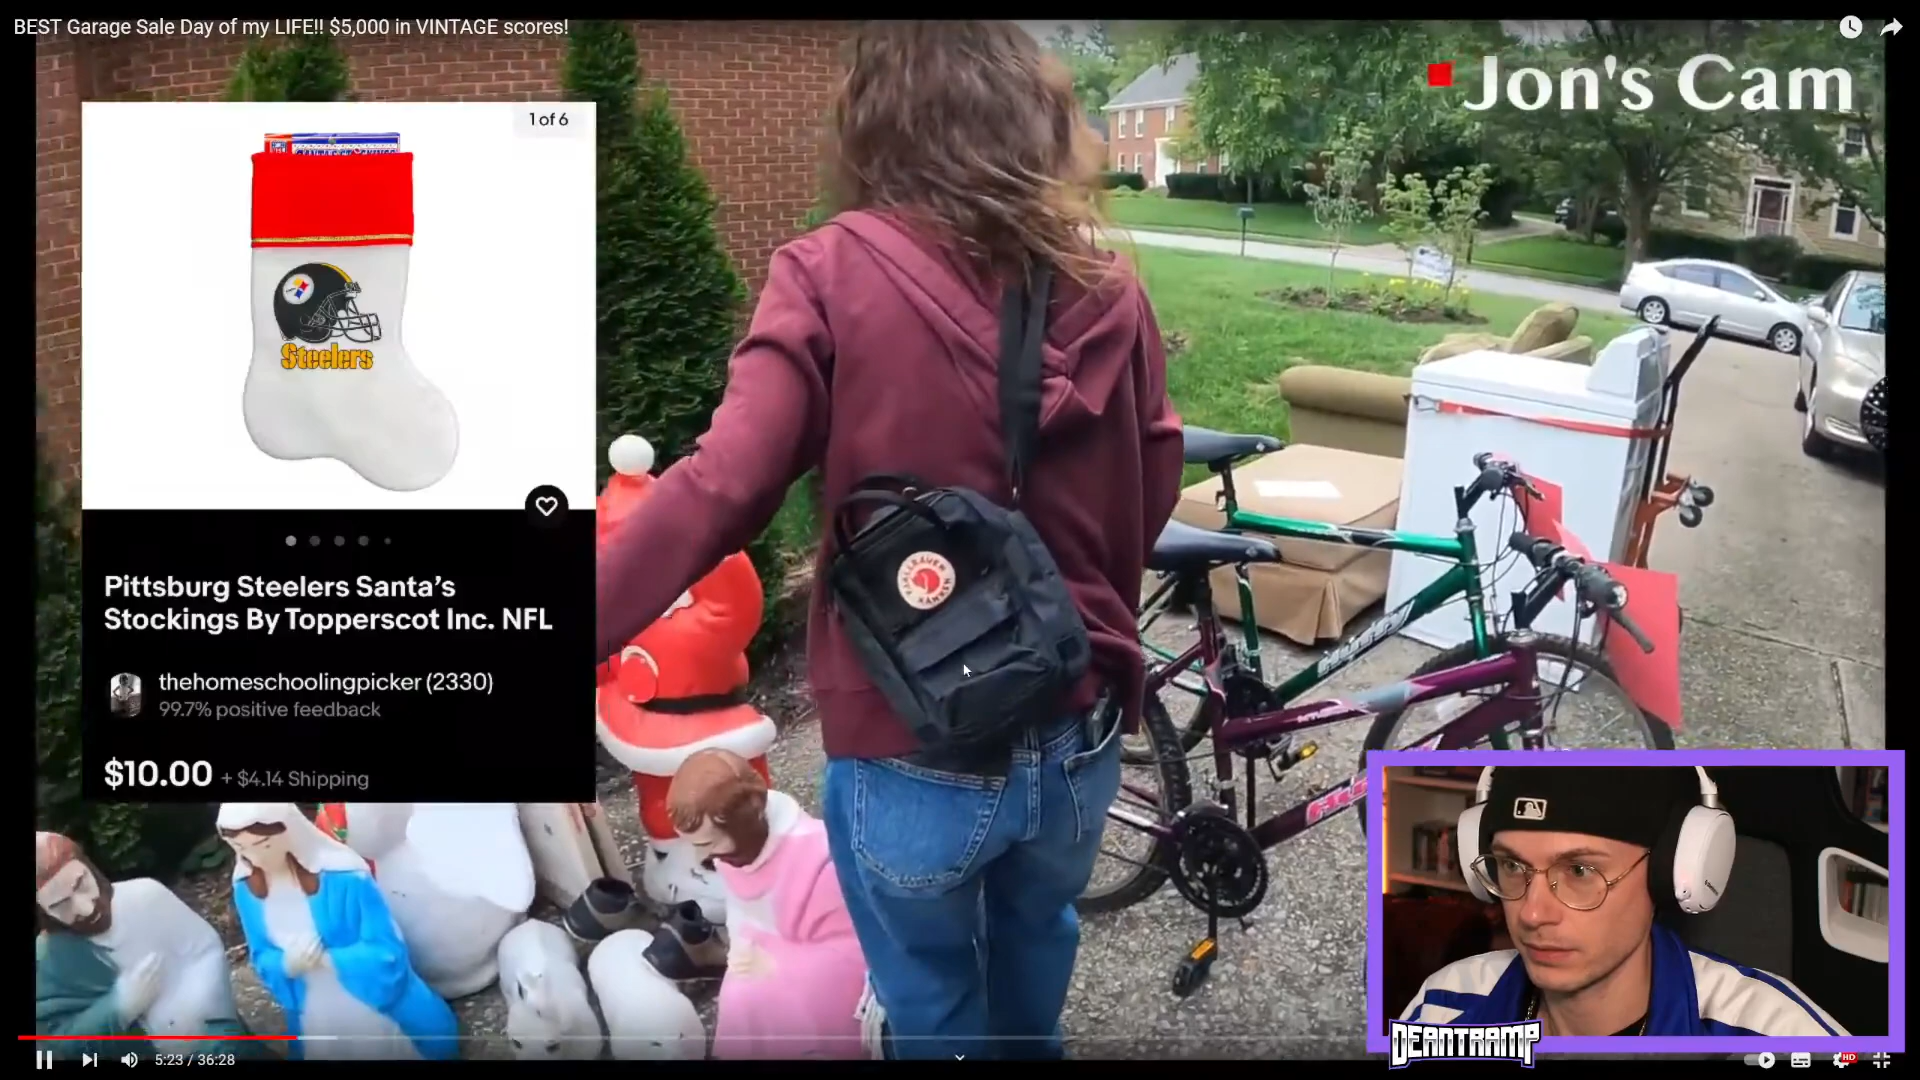 BEST Garage Sale Day of my LIFE!! $5,000 in VINTAGE scores!
Jon's Cam
1 of 6
Steelers
Pittsburg Steelers Santa's
Stockings By Topperscot Inc. NFL
thehomeschoolingpicker (2330)
99.7% positive feedback
$10.00 + $4.14 Shipping
FJÄLLRÄVEN
KÅNKEN
Huffy
DEANTRAMP
5:23 / 36:28
HD